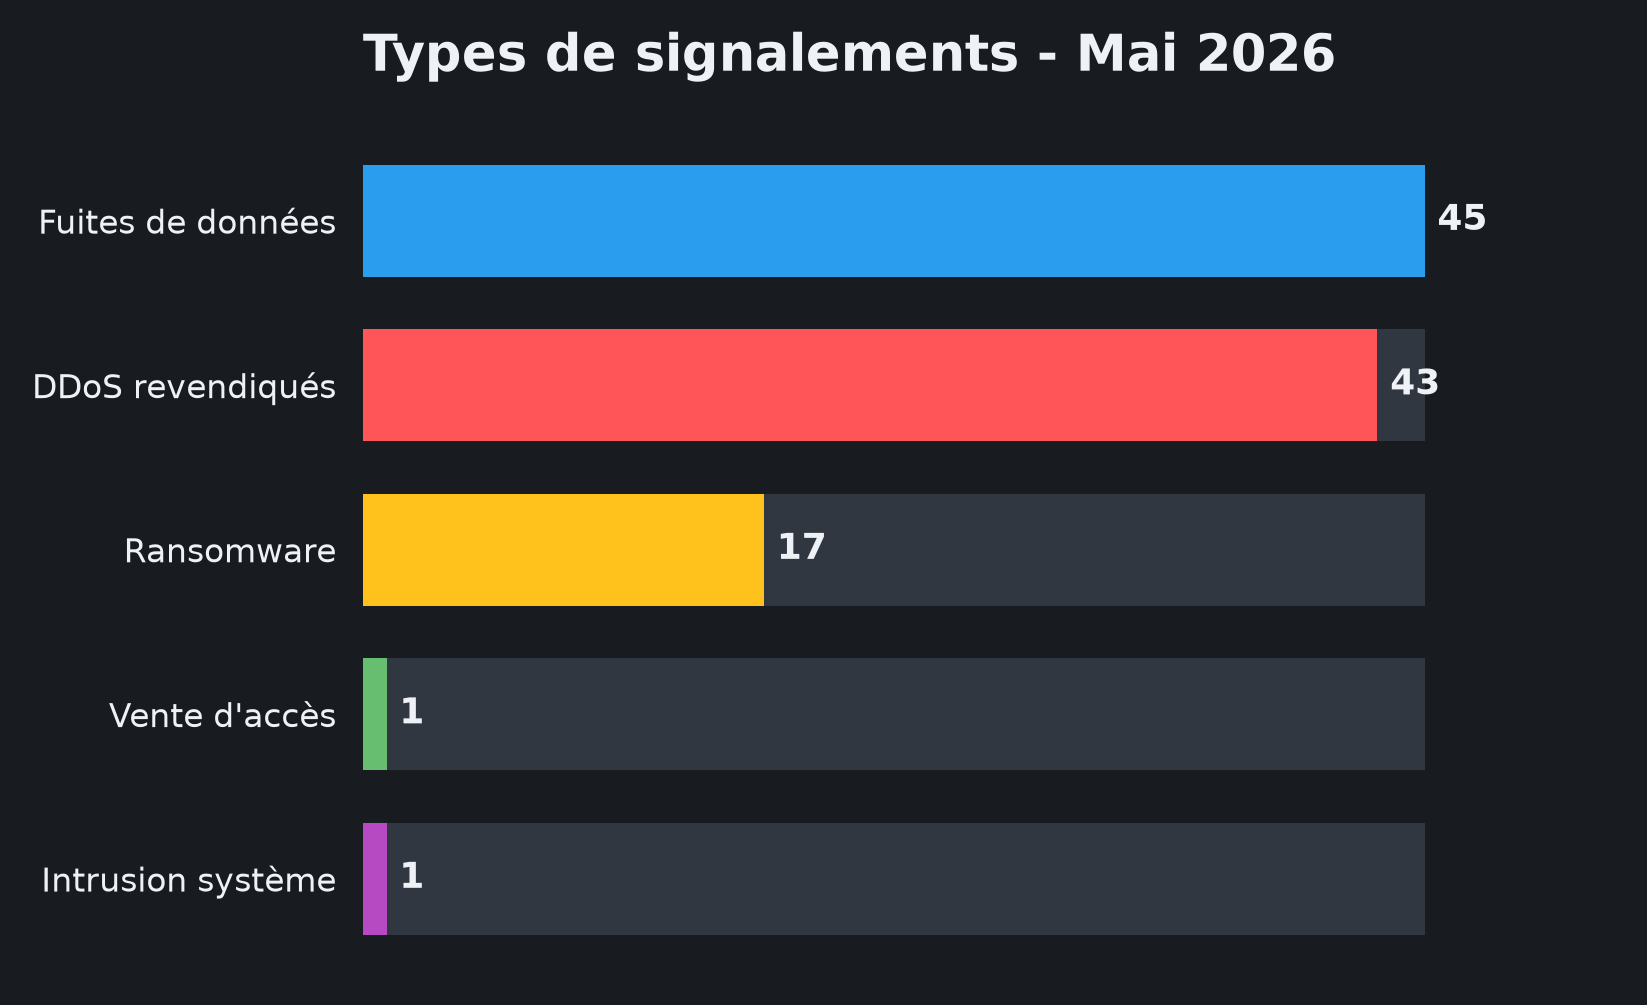 Types de signalements - Mai 2026
Fuites de données 45
DDoS revendiqués 43
Ransomware 17
Vente d'accès 1
Intrusion système 1